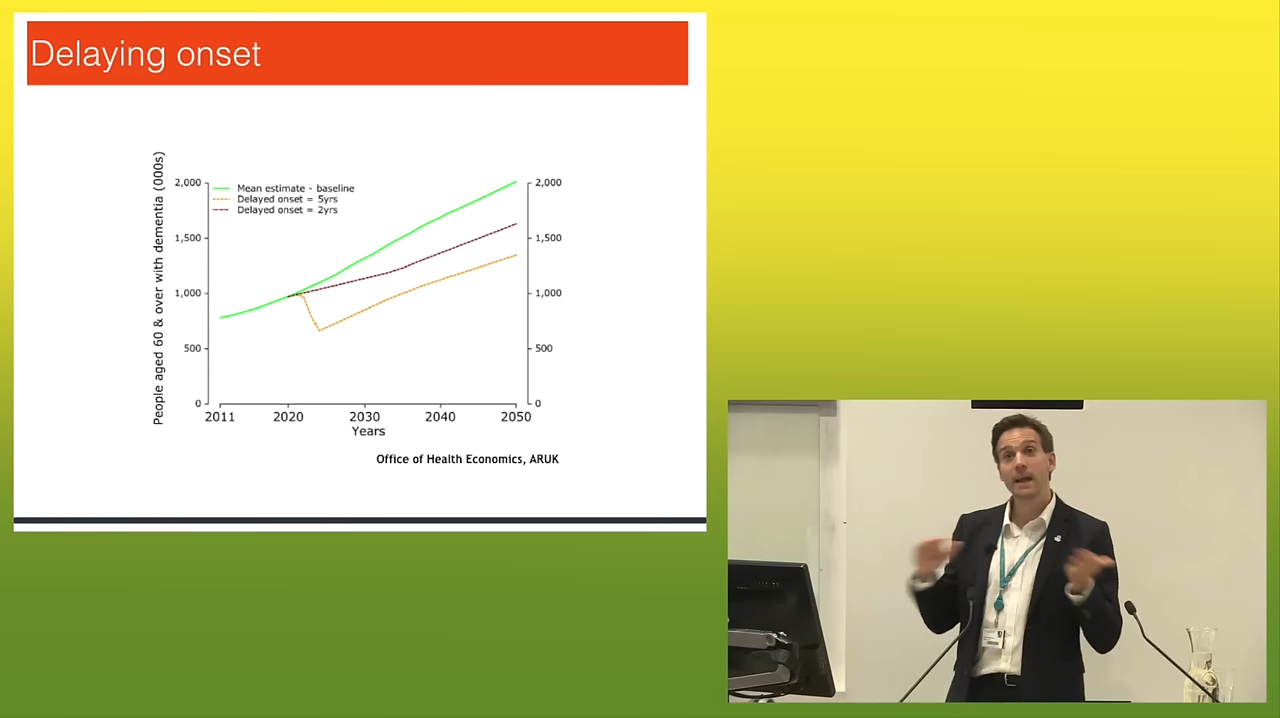 Delaying onset
People aged 60 & over with dementia (000s)
2,000
1,500
1,000
500
0
Mean estimate - baseline
Delayed onset = 5yrs
Delayed onset = 2yrs
2,000
1,500
1,000
500
0
2011 2020 2030 2040 2050
Years
Office of Health Economics, ARUK